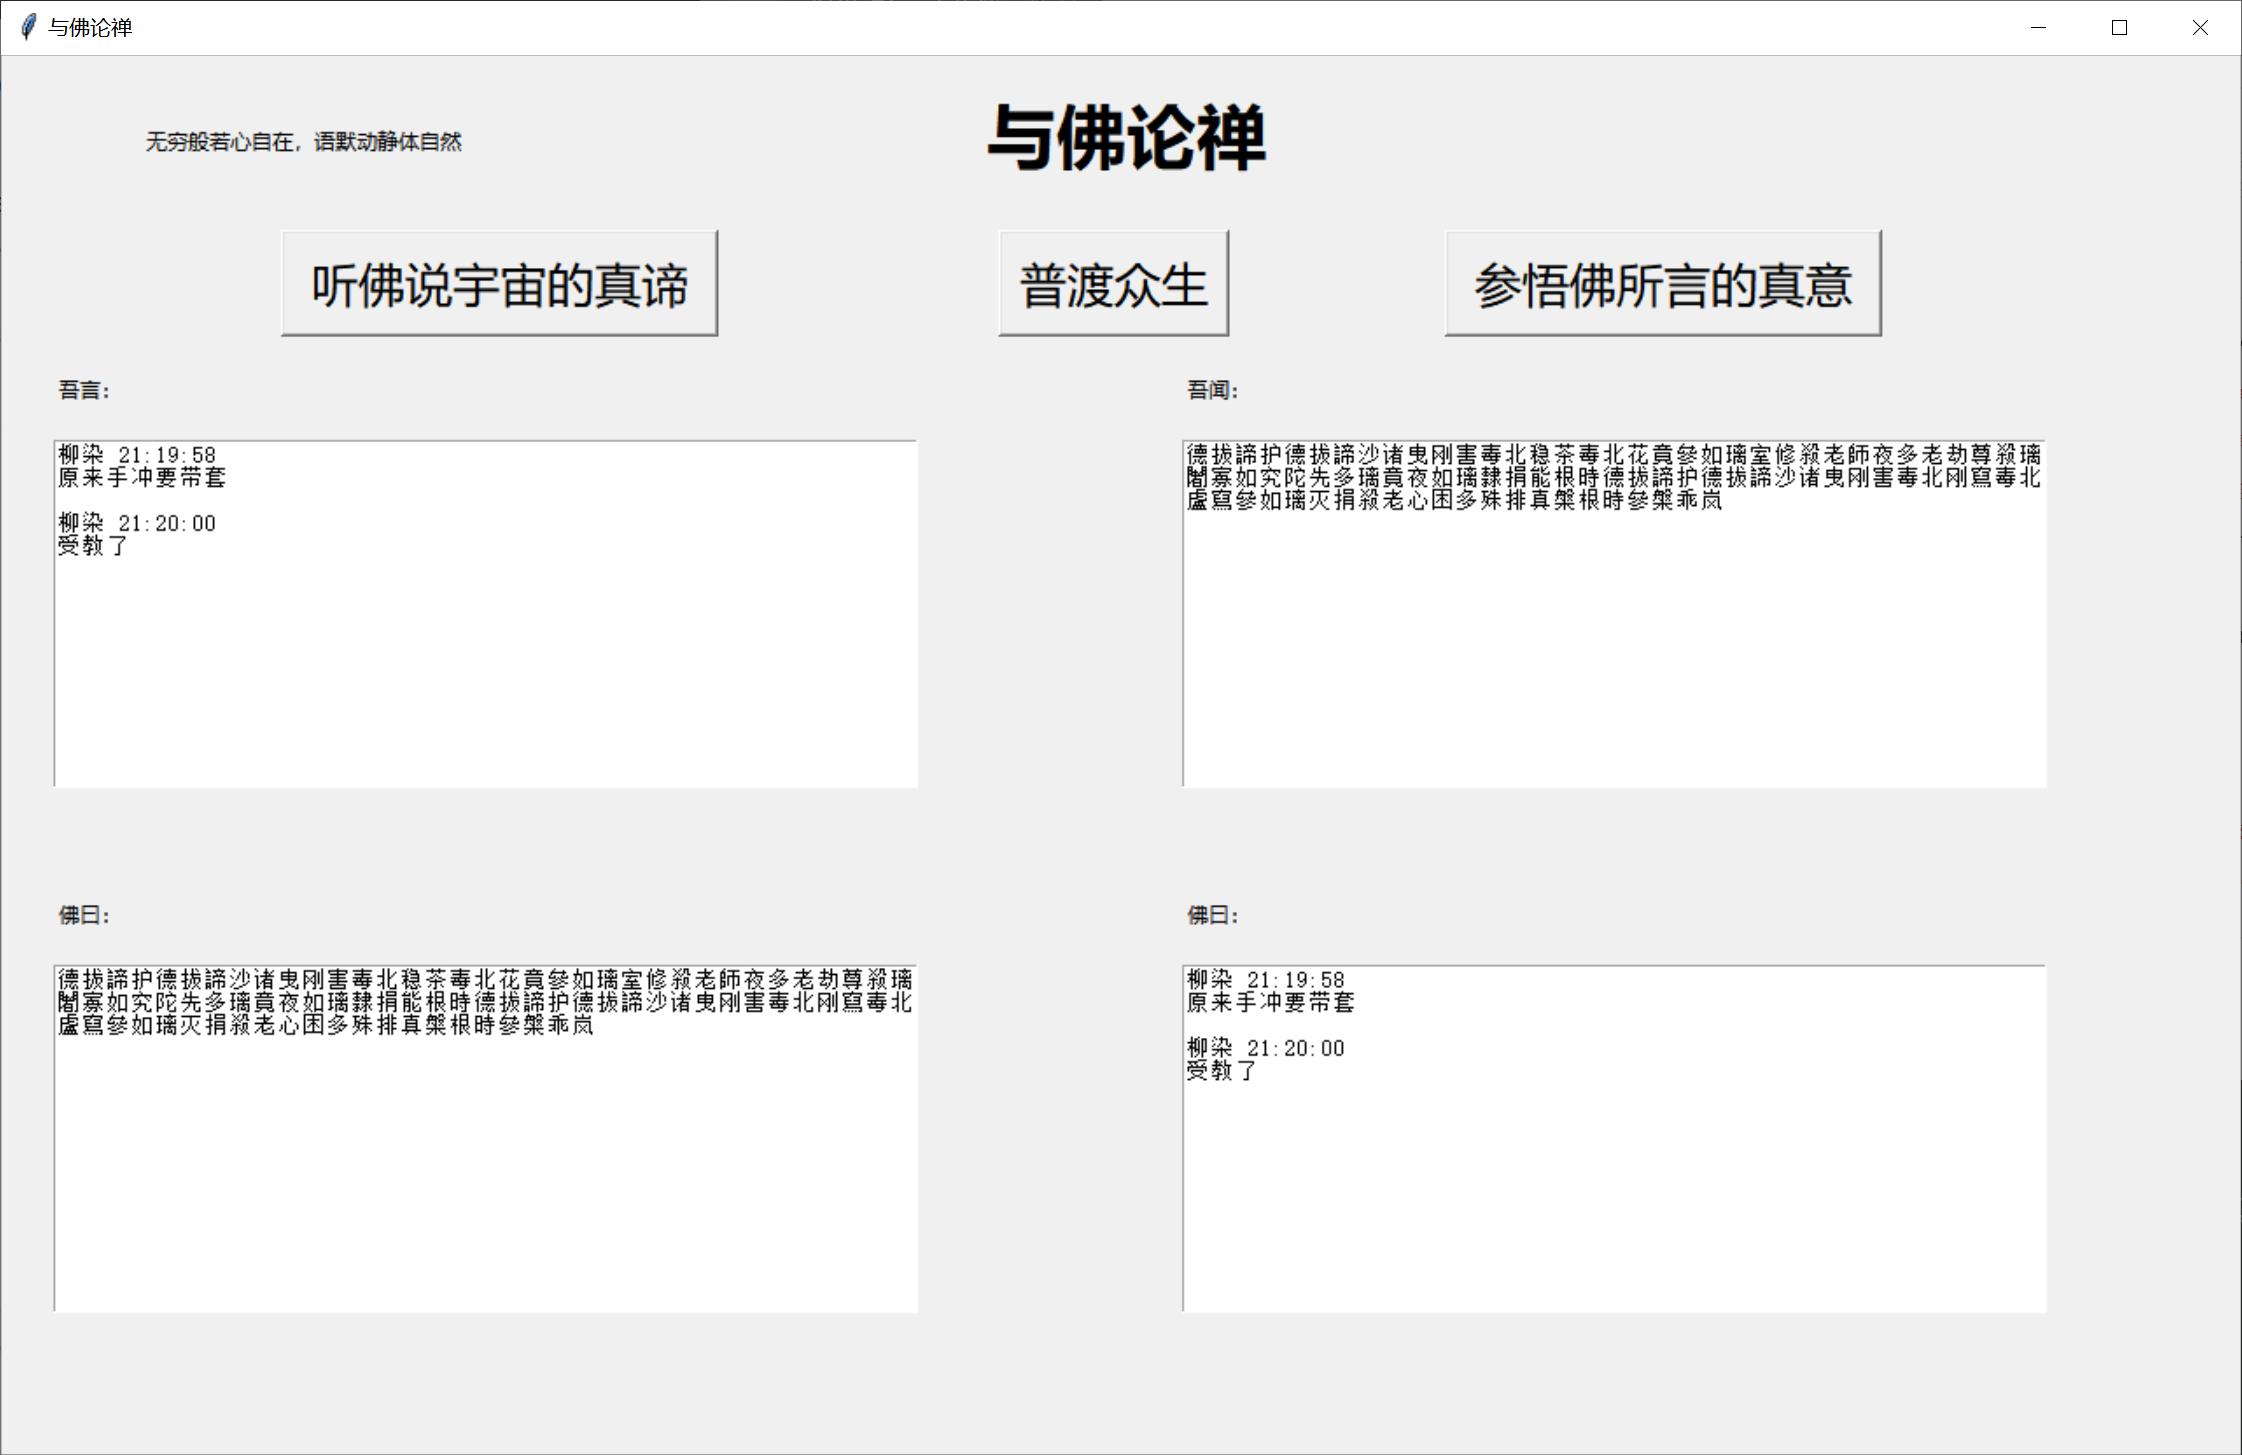 与佛论禅
无穷般若心自在，语默动静体自然
与佛论禅
听佛说宇宙的真谛
普渡众生
参悟佛所言的真意
吾言：
柳染 21:19:58
原来手冲要带套
柳染 21:20:00
受教了
吾闻：
德拔諦护德拔諦沙诸曳刚害毒北稳茶毒北花竟參如璃室修殺老師夜多老劫尊殺璃
闍寡如究陀先多璃竟夜如璃隸捐能根時德拔諦护德拔諦沙诸曳刚害毒北刚窟毒北
盧窟參如璃灭捐殺老心困多殊排真槃根時參槃乖岚
佛曰：
德拔諦护德拔諦沙诸曳刚害毒北稳茶毒北花竟參如璃室修殺老師夜多老劫尊殺璃
闍寡如究陀先多璃竟夜如璃隸捐能根時德拔諦护德拔諦沙诸曳刚害毒北刚窟毒北
盧窟參如璃灭捐殺老心困多殊排真槃根時參槃乖岚
佛曰：
柳染 21:19:58
原来手冲要带套
柳染 21:20:00
受教了